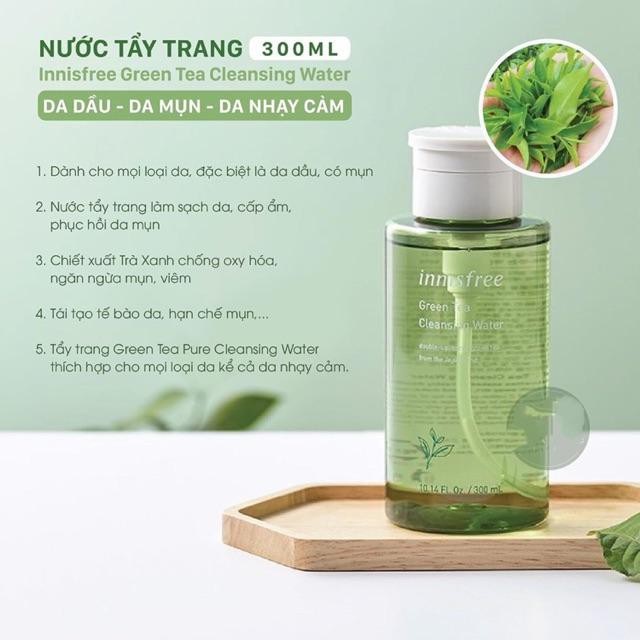 NƯỚC TẨY TRANG 300ML
Innisfree Green Tea Cleansing Water
DA DẦU - DA MỤN - DA NHẠY CẢM
1. Dành cho mọi loại da, đặc biệt là da dầu, có mụn
2. Nước tẩy trang làm sạch da, cấp ẩm,
phục hồi da mụn
3. Chiết xuất Trà Xanh chống oxy hóa,
ngăn ngừa mụn, viêm
4. Tái tạo tế bào da, hạn chế mụn,...
5. Tẩy trang Green Tea Pure Cleansing Water
thích hợp cho mọi loại da kể cả da nhạy cảm.
innisfree
Green Tea
Cleansing Water
from the
10.14 Fl. Oz. / 300 mL